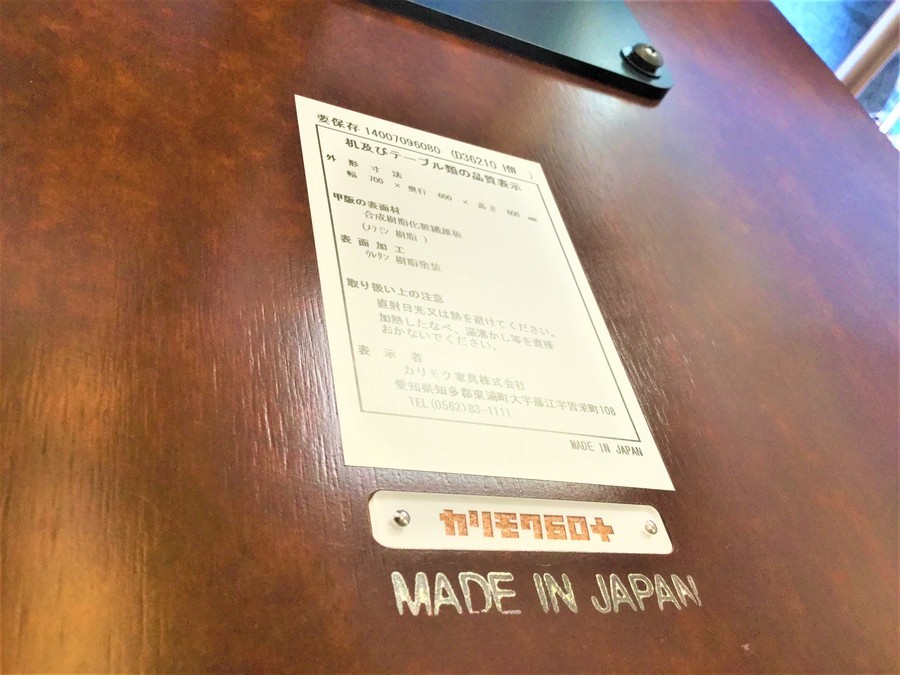 要保存 14007096080 (D36210 H惰 )
机及びテーブル類の品質表示
外形寸法
幅 700 × 奥行 600 × 高さ 600 mm
甲版の表面材
合成樹脂化粧繊維板
(メラミン 樹脂 )
表面加工
ウレタン 樹脂塗装
取り扱い上の注意
直射日光又は熱を避けてください。
加熱したなべ、湯沸かし等を直接
おかないでください。
表示者
カリモク家具株式会社
愛知県知多郡東浦町大字藤江字皆栄町108
TEL(0562)83-1111
MADE IN JAPAN
カリモク60+
MADE IN JAPAN